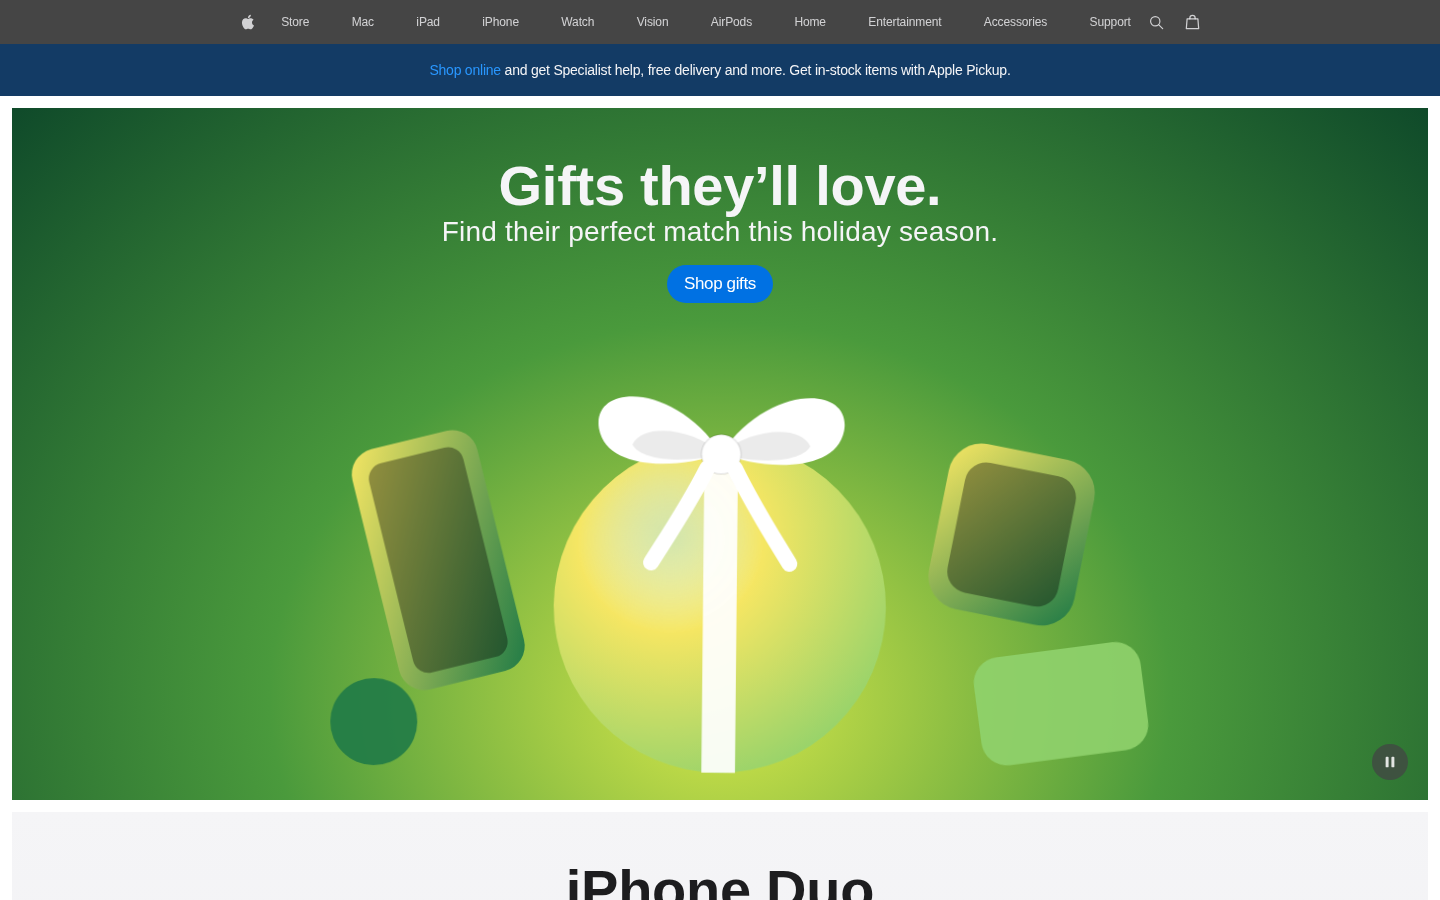 Store Mac iPad iPhone Watch Vision AirPods Home Entertainment Accessories Support
Shop online and get Specialist help, free delivery and more. Get in-stock items with Apple Pickup.
Gifts they’ll love.
Find their perfect match this holiday season.
Shop gifts
iPhone Duo